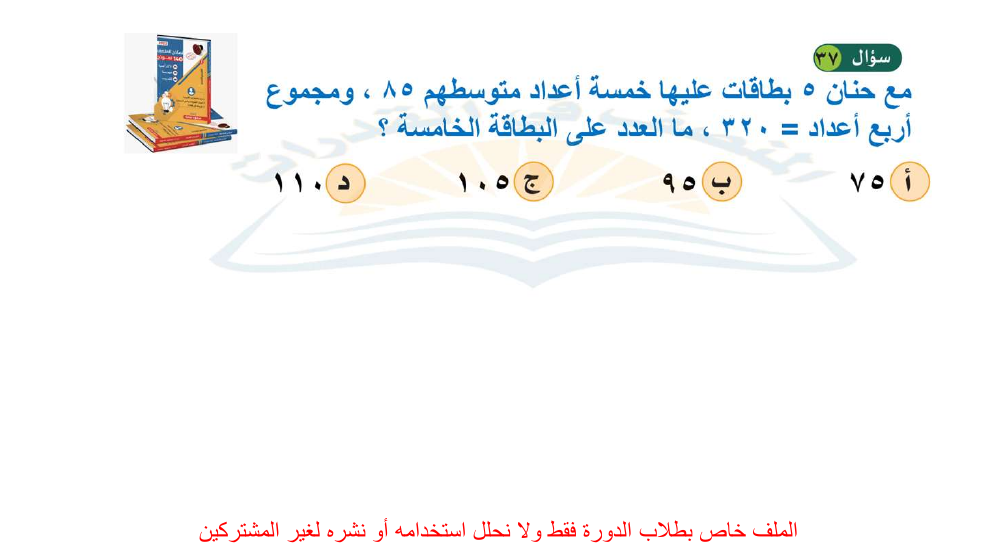 سؤال ٣٧
مع حنان ٥ بطاقات عليها خمسة أعداد متوسطهم ٨٥ ، ومجموع
أربع أعداد = ٣٢٠ ، ما العدد على البطاقة الخامسة ؟
أ ٧٥
ب ٩٥
ج ١٠٥
د ١١٠
الملف خاص بطلاب الدورة فقط ولا نحلل استخدامه أو نشره لغير المشتركين